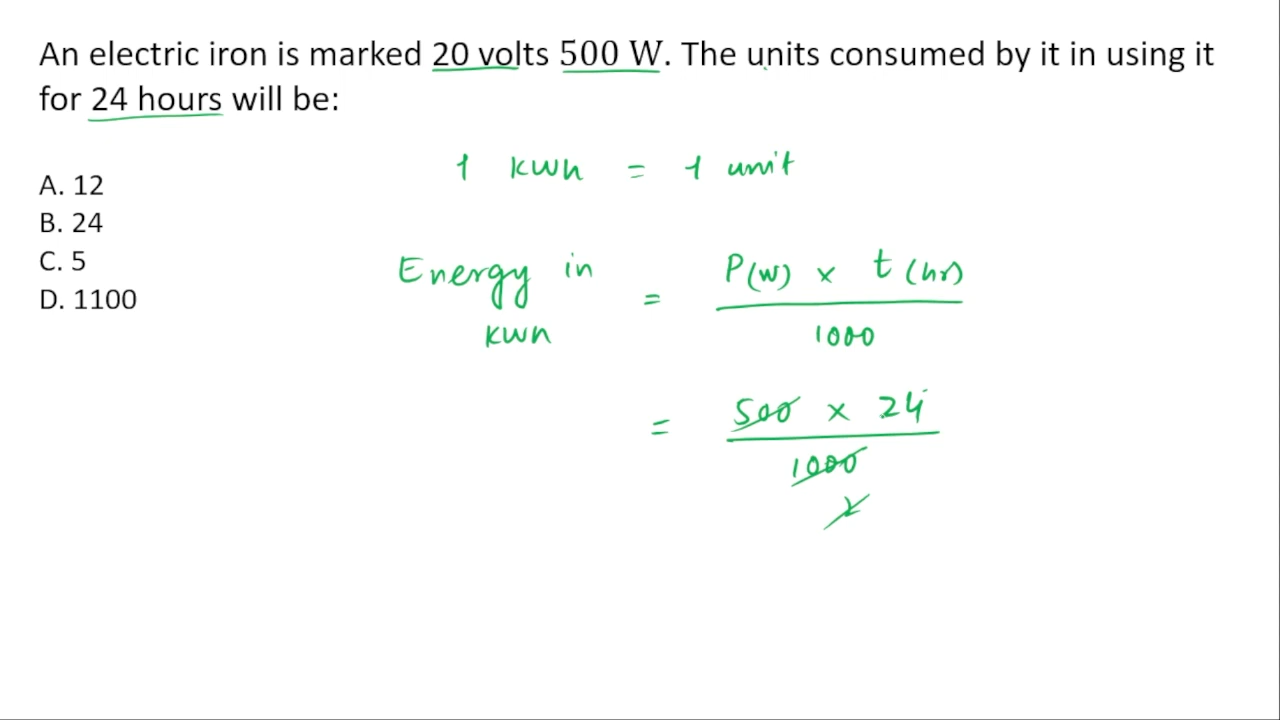 An electric iron is marked 20 volts 500 W. The units consumed by it in using it
for 24 hours will be:
1 kwh = 1 unit
A. 12
B. 24
C. 5
D. 1100
Energy in kwh = P(w) × t(hr) / 1000
= 500 × 24 / 1000
2